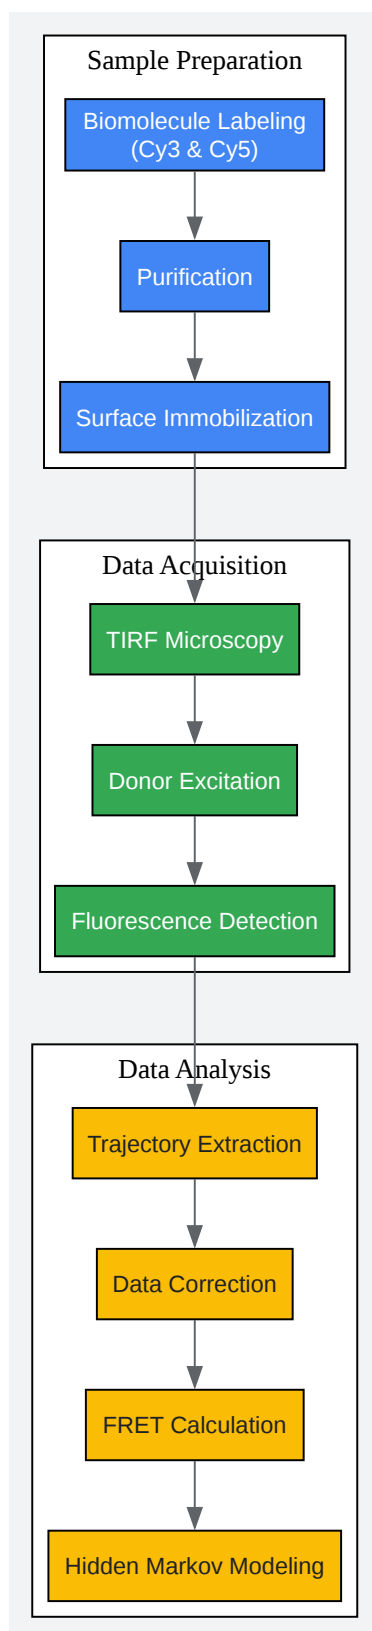 Sample Preparation
Biomolecule Labeling
(Cy3 & Cy5)
Purification
Surface Immobilization
Data Acquisition
TIRF Microscopy
Donor Excitation
Fluorescence Detection
Data Analysis
Trajectory Extraction
Data Correction
FRET Calculation
Hidden Markov Modeling